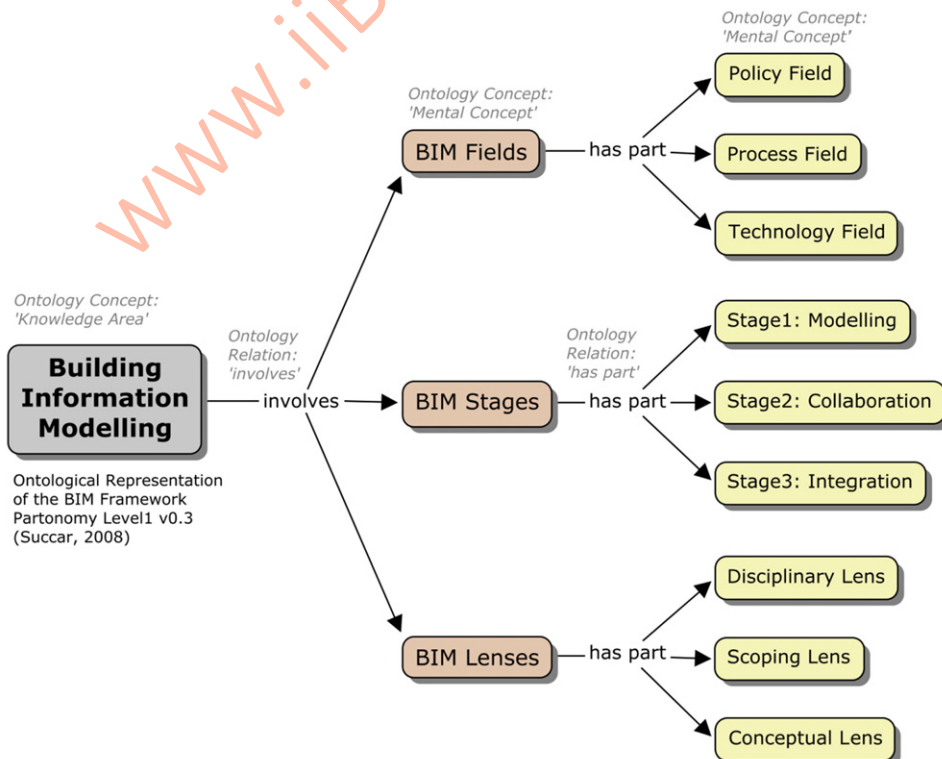 www.iiB
Ontology Concept:
'Mental Concept'
Policy Field
Ontology Concept:
'Mental Concept'
BIM Fields
has part
Process Field
Technology Field
Ontology Concept:
'Knowledge Area'
Building
Information
Modelling
Ontology
Relation:
'involves'
involves
BIM Stages
Ontology
Relation:
'has part'
has part
Stage1: Modelling
Stage2: Collaboration
Stage3: Integration
Ontological Representation
of the BIM Framework
Partonomy Level1 v0.3
(Succar, 2008)
BIM Lenses
has part
Disciplinary Lens
Scoping Lens
Conceptual Lens